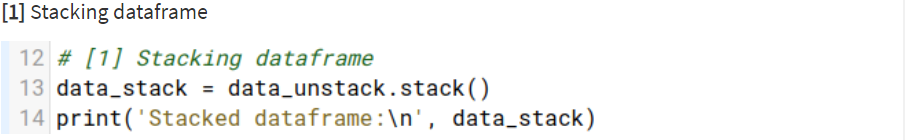 [1] Stacking dataframe
12 # [1] Stacking dataframe
13 data_stack = data_unstack.stack()
14 print('Stacked dataframe:\n', data_stack)